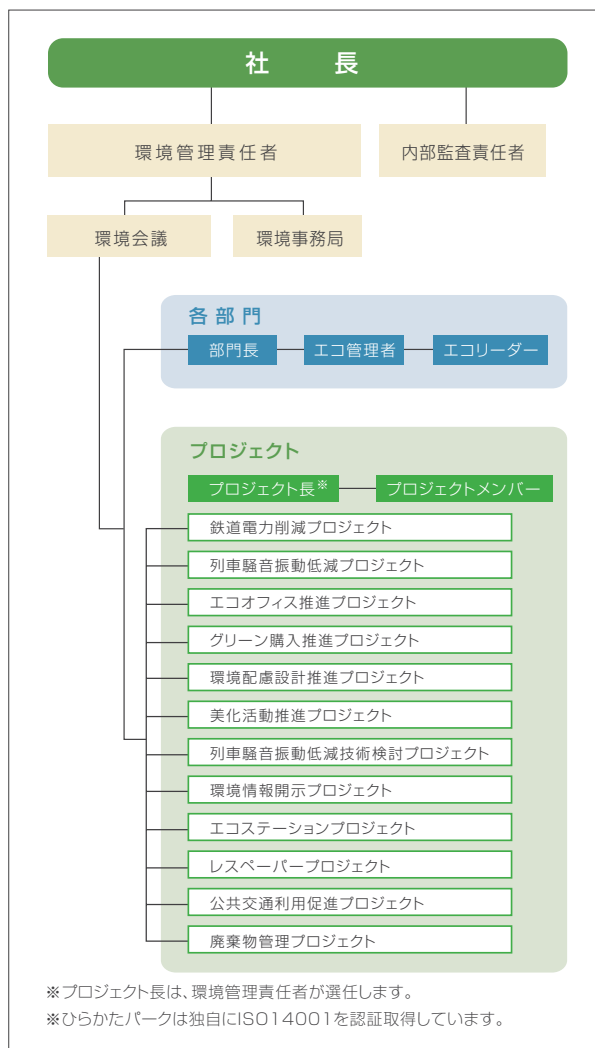 社　長
環境管理責任者　内部監査責任者
環境会議　環境事務局
各部門
部門長　エコ管理者　エコリーダー
プロジェクト
プロジェクト長※　プロジェクトメンバー
鉄道電力削減プロジェクト
列車騒音振動低減プロジェクト
エコオフィス推進プロジェクト
グリーン購入推進プロジェクト
環境配慮設計推進プロジェクト
美化活動推進プロジェクト
列車騒音振動低減技術検討プロジェクト
環境情報開示プロジェクト
エコステーションプロジェクト
レスペーパープロジェクト
公共交通利用促進プロジェクト
廃棄物管理プロジェクト
※プロジェクト長は、環境管理責任者が選任します。
※ひらかたパークは独自にISO14001を認証取得しています。